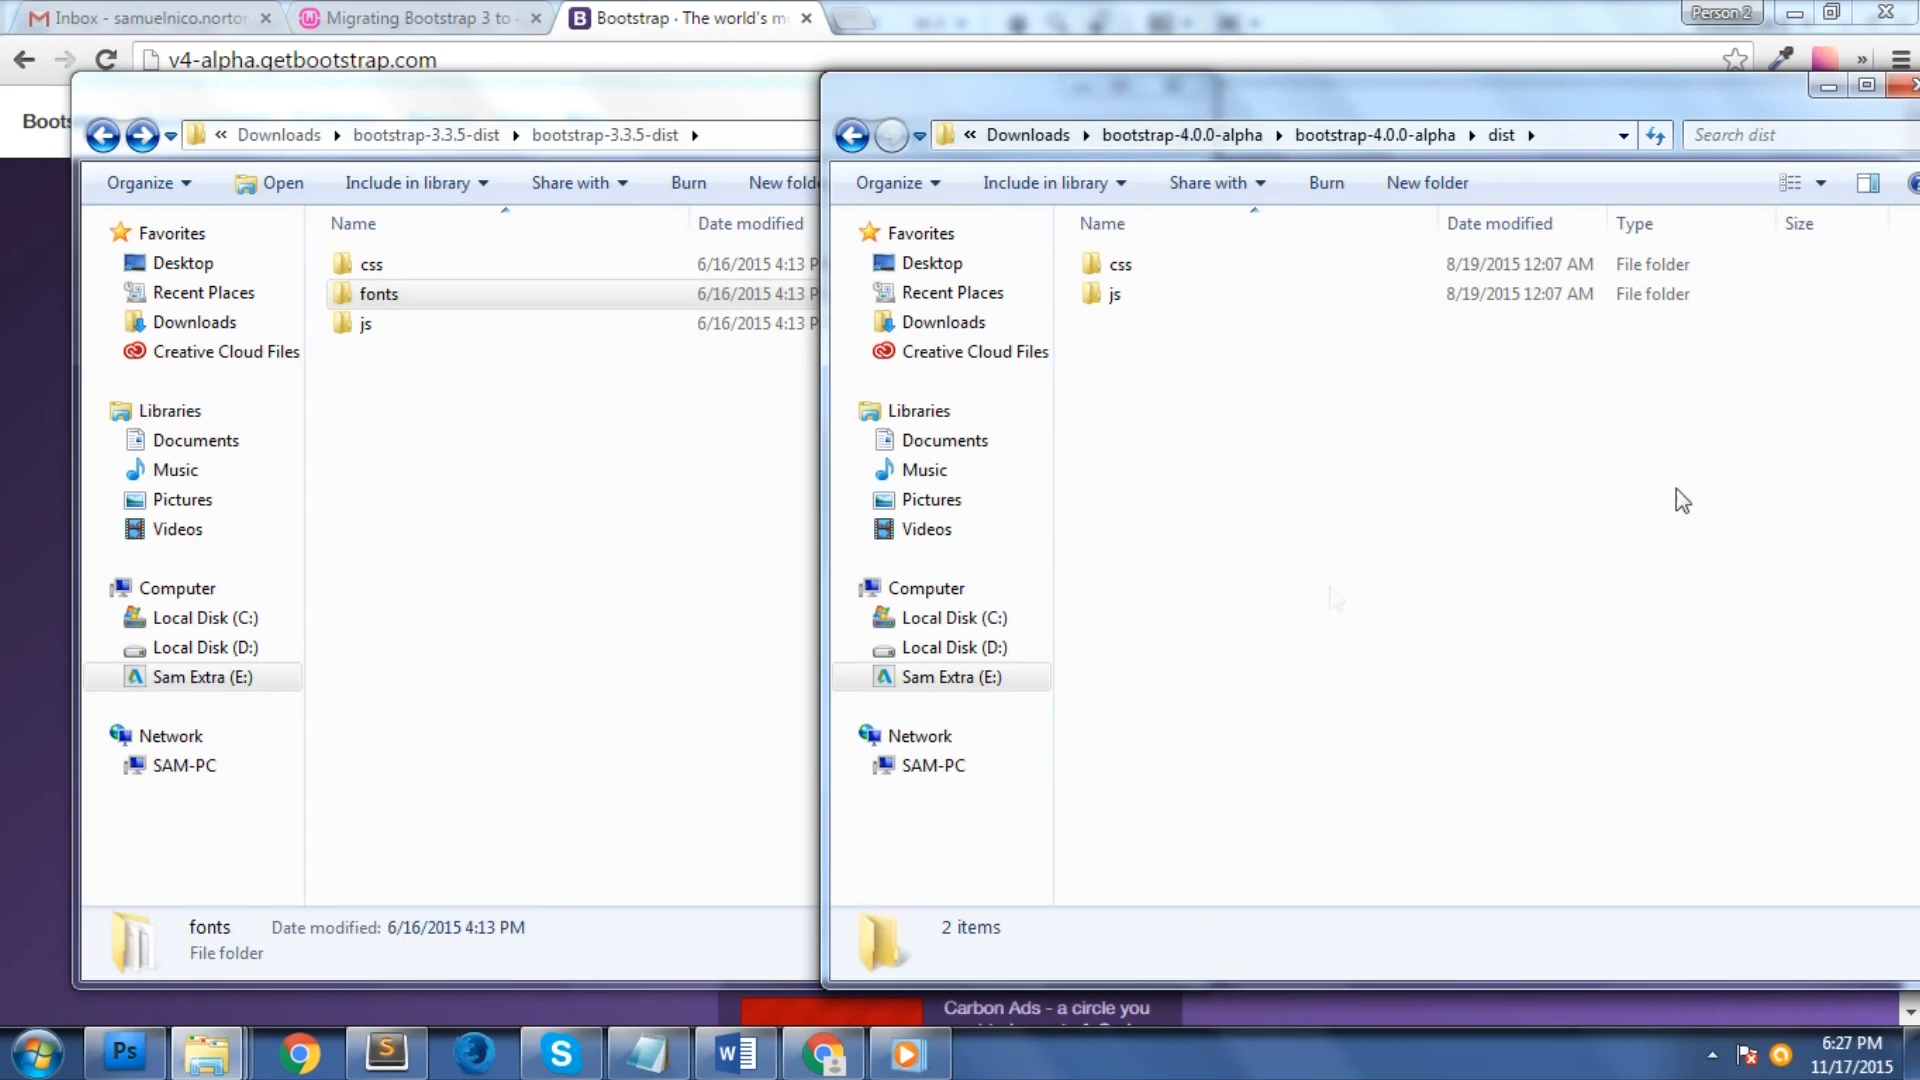 Inbox - samuelnico.nortor
Migrating Bootstrap 3 to
Bootstrap · The world's m
Person 2
v4-alpha.getbootstrap.com
»
Boots
« Downloads bootstrap-3.3.5-dist bootstrap-3.3.5-dist
Organize Open Include in library Share with Burn New fold
Name Date modified
Favorites
Desktop
Recent Places
Downloads
Creative Cloud Files
Libraries
Documents
Music
Pictures
Videos
Computer
Local Disk (C:)
Local Disk (D:)
Sam Extra (E:)
Network
SAM-PC
css 6/16/2015 4:13 P
fonts 6/16/2015 4:13 P
js 6/16/2015 4:13 P
fonts Date modified: 6/16/2015 4:13 PM
File folder
« Downloads bootstrap-4.0.0-alpha bootstrap-4.0.0-alpha dist
Search dist
Organize Include in library Share with Burn New folder
Name Date modified Type Size
Favorites
Desktop
Recent Places
Downloads
Creative Cloud Files
Libraries
Documents
Music
Pictures
Videos
Computer
Local Disk (C:)
Local Disk (D:)
Sam Extra (E:)
Network
SAM-PC
css 8/19/2015 12:07 AM File folder
js 8/19/2015 12:07 AM File folder
2 items
Carbon Ads - a circle you
Ps
S
S
W
6:27 PM
11/17/2015